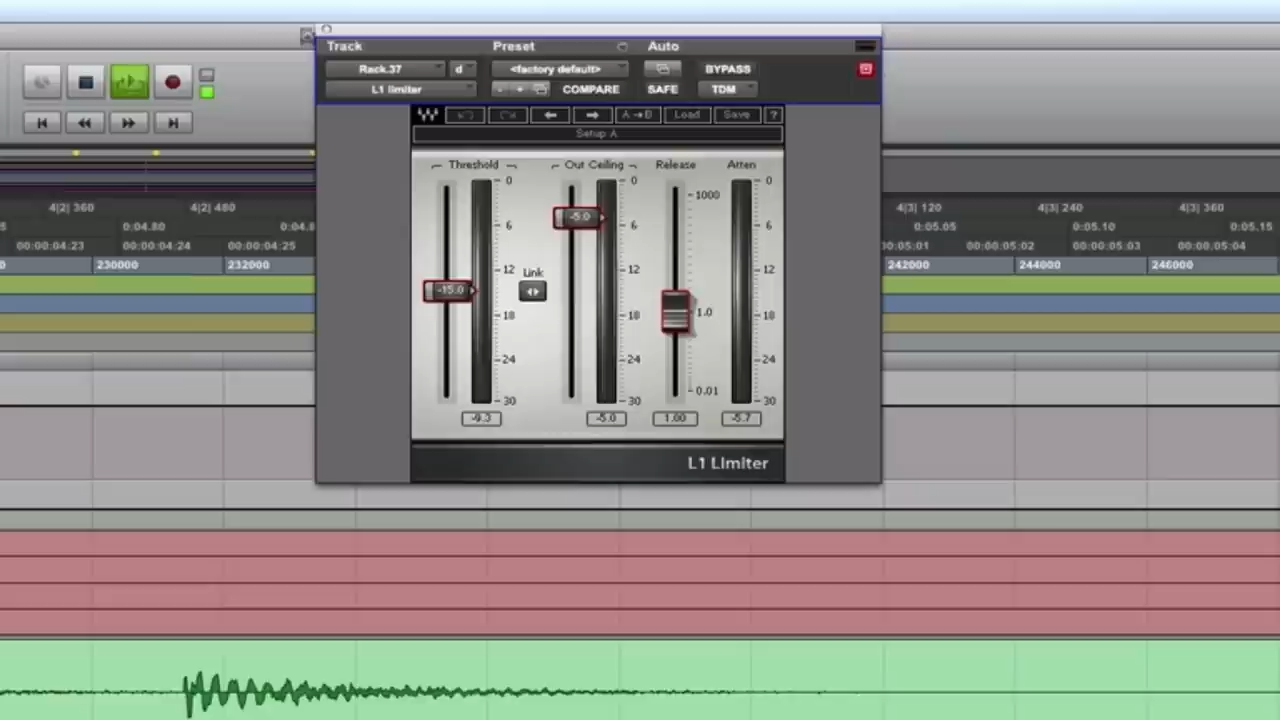 Track Preset Auto
Rack.37 d <factory default> BYPASS
L1 limiter - + COMPARE SAFE TDM
A→B Load Save ?
Setup A
Threshold Out Ceiling Release Atten
0 0 1000 0
-5.0
6 6
12 12 12
Link
-15.0
18 18 1.0 18
24 24 24
30 30 0.01 30
-9.3 -5.0 1.00 -5.7
L1 Limiter
4|2| 360 4|2| 480 4|3| 120 4|3| 240 4|3| 360
0:04.80 0:04.8 0:05.05 0:05.10 0:05.15
00:00:04:23 00:00:04:24 00:00:04:25 00:05:01 00:00:05:02 00:00:05:03 00:00:05:04
0 230000 232000 242000 244000 246000